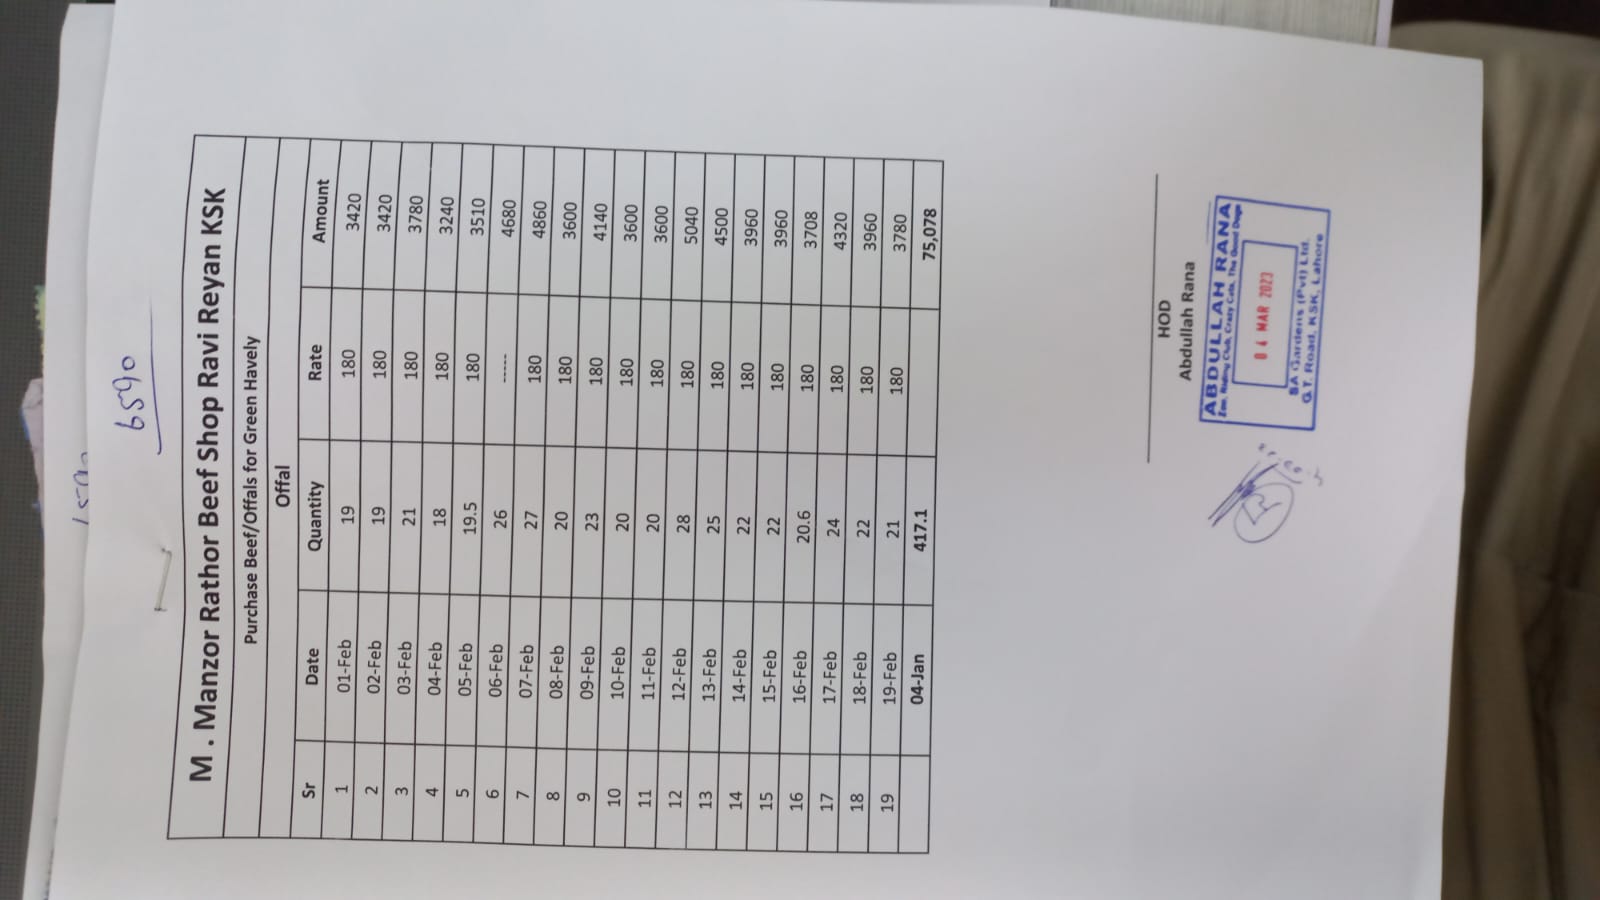 6590
M . Manzor Rathor Beef Shop Ravi Reyan KSK
Purchase Beef/Offals for Green Havely
Offal
Sr Date Quantity Rate Amount
1 01-Feb 19 180 3420
2 02-Feb 19 180 3420
3 03-Feb 21 180 3780
4 04-Feb 18 180 3240
5 05-Feb 19.5 180 3510
6 06-Feb 26 ----- 4680
7 07-Feb 27 180 4860
8 08-Feb 20 180 3600
9 09-Feb 23 180 4140
10 10-Feb 20 180 3600
11 11-Feb 20 180 3600
12 12-Feb 28 180 5040
13 13-Feb 25 180 4500
14 14-Feb 22 180 3960
15 15-Feb 22 180 3960
16 16-Feb 20.6 180 3708
17 17-Feb 24 180 4320
18 18-Feb 22 180 3960
19 19-Feb 21 180 3780
04-Jan 417.1 75,078
HOD
Abdullah Rana
ABDULLAH RANA
Zoo, Riding Club, Crazy Cats, The Good Dogs
04 MAR 2023
SA Gardens (Pvt) Ltd.
G.T. Road, KSK, Lahore